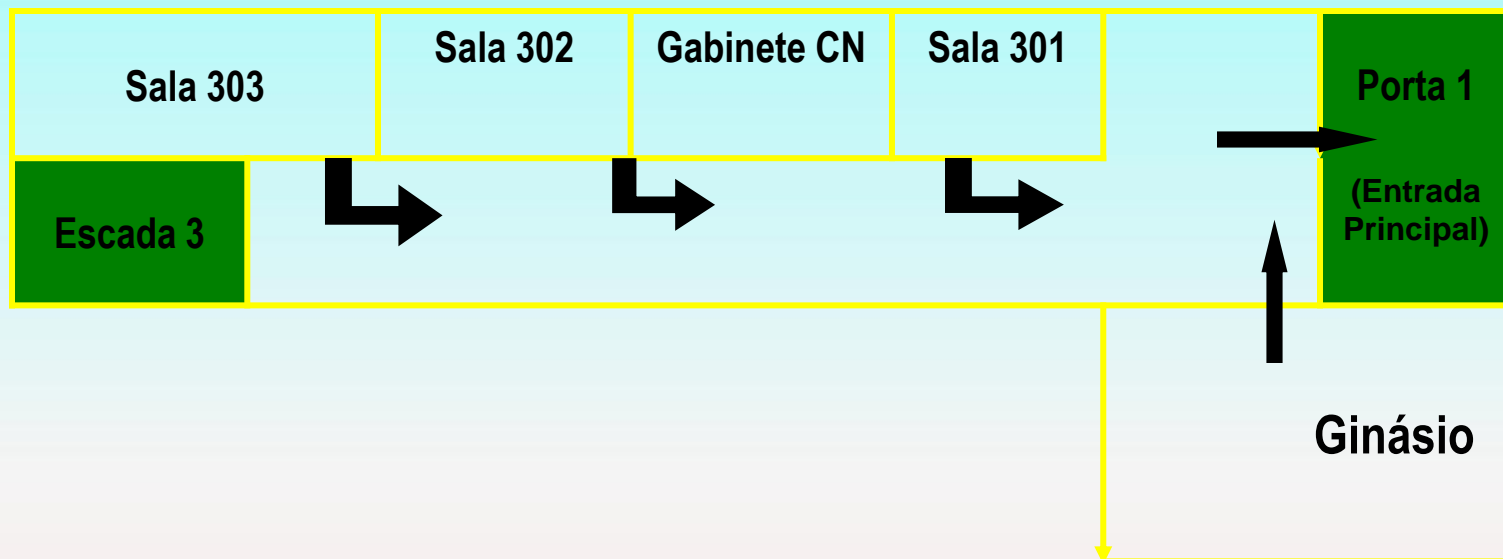 Sala 303
Sala 302
Gabinete CN
Sala 301
Porta 1
(Entrada
Principal)
Escada 3
Ginásio